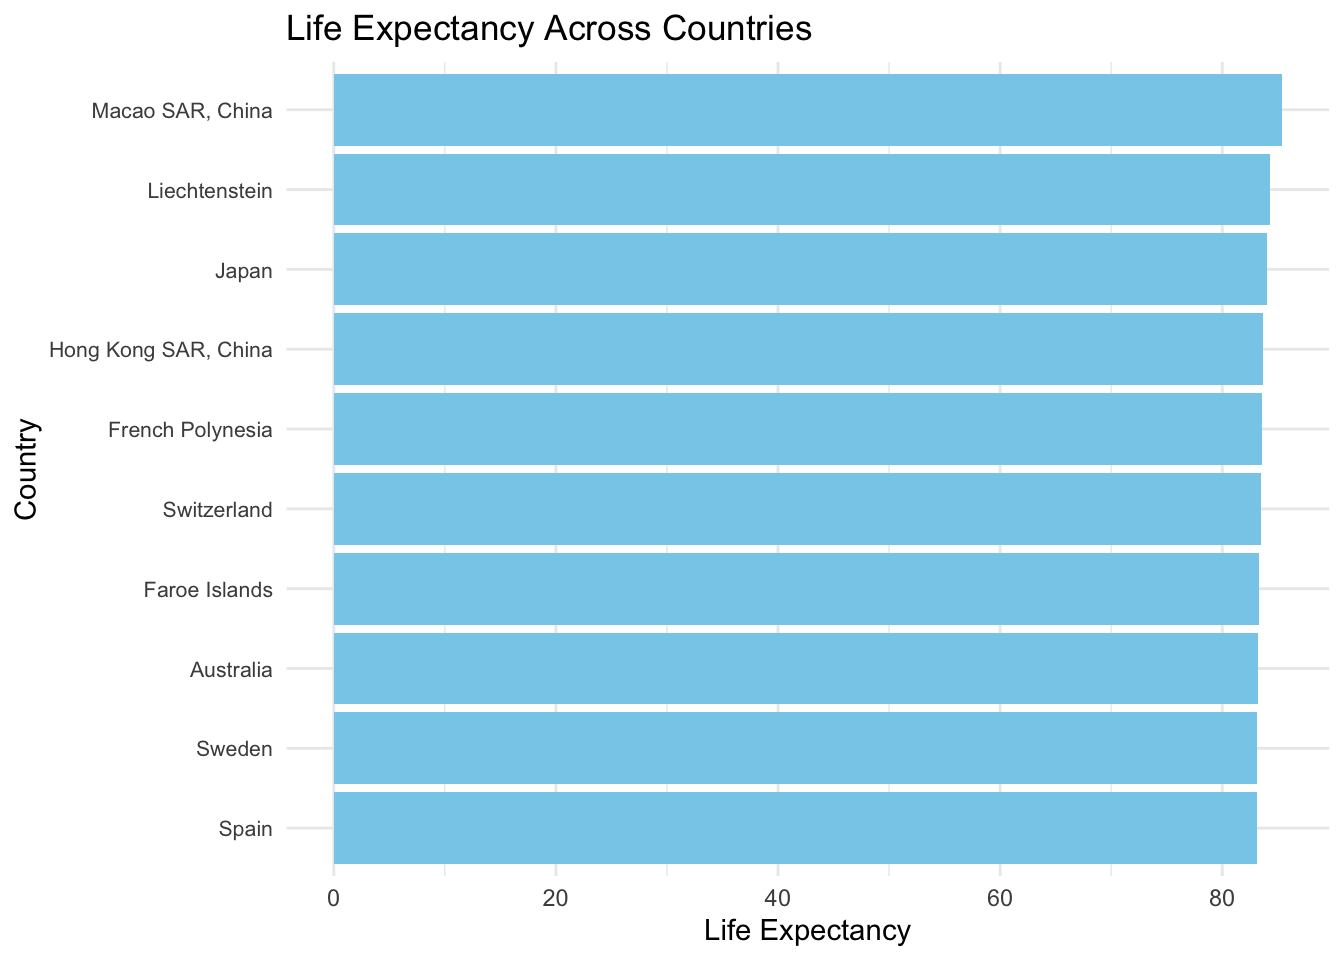 Life Expectancy Across Countries
Macao SAR, China
Liechtenstein
Japan
Hong Kong SAR, China
French Polynesia
Switzerland
Faroe Islands
Australia
Sweden
Spain
Country
0 20 40 60 80
Life Expectancy